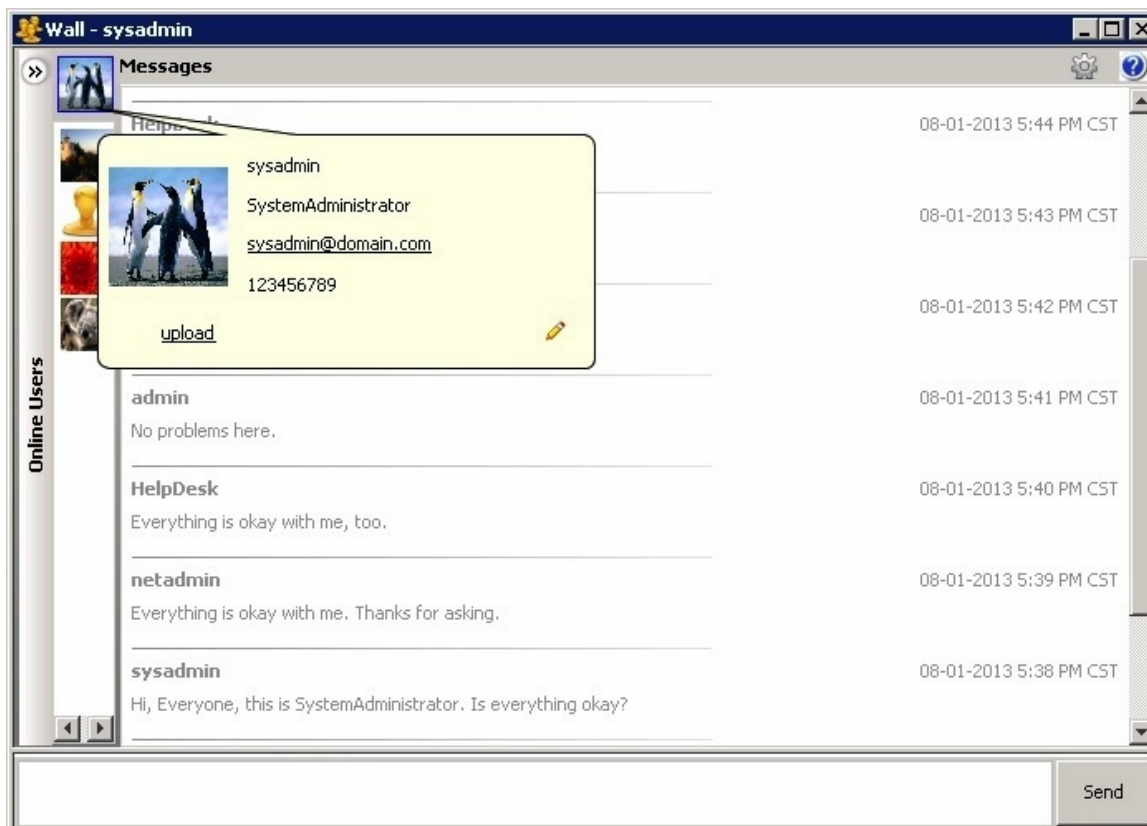 Wall - sysadmin
Messages
08-01-2013 5:44 PM CST
sysadmin
SystemAdministrator
08-01-2013 5:43 PM CST
sysadmin@domain.com
123456789
08-01-2013 5:42 PM CST
upload
Online Users
admin
08-01-2013 5:41 PM CST
No problems here.
HelpDesk
08-01-2013 5:40 PM CST
Everything is okay with me, too.
netadmin
08-01-2013 5:39 PM CST
Everything is okay with me. Thanks for asking.
sysadmin
08-01-2013 5:38 PM CST
Hi, Everyone, this is SystemAdministrator. Is everything okay?
Send